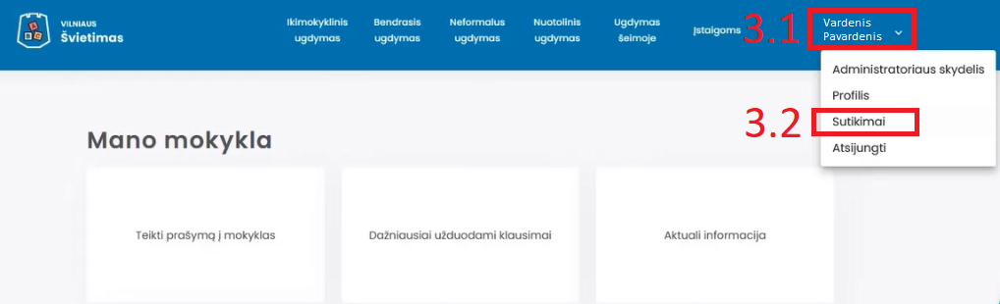 VILNIAUS
Švietimas
Ikimokyklinis
ugdymas
Bendrasis
ugdymas
Neformalus
ugdymas
Nuotolinis
ugdymas
Ugdymas
šeimoje
Įstaigoms
3.1
Vardenis
Pavardenis
Administratoriaus skydelis
Profilis
3.2
Sutikimai
Atsijungti
Mano mokykla
Teikti prašymą į mokyklas
Dažniausiai užduodami klausimai
Aktuali informacija